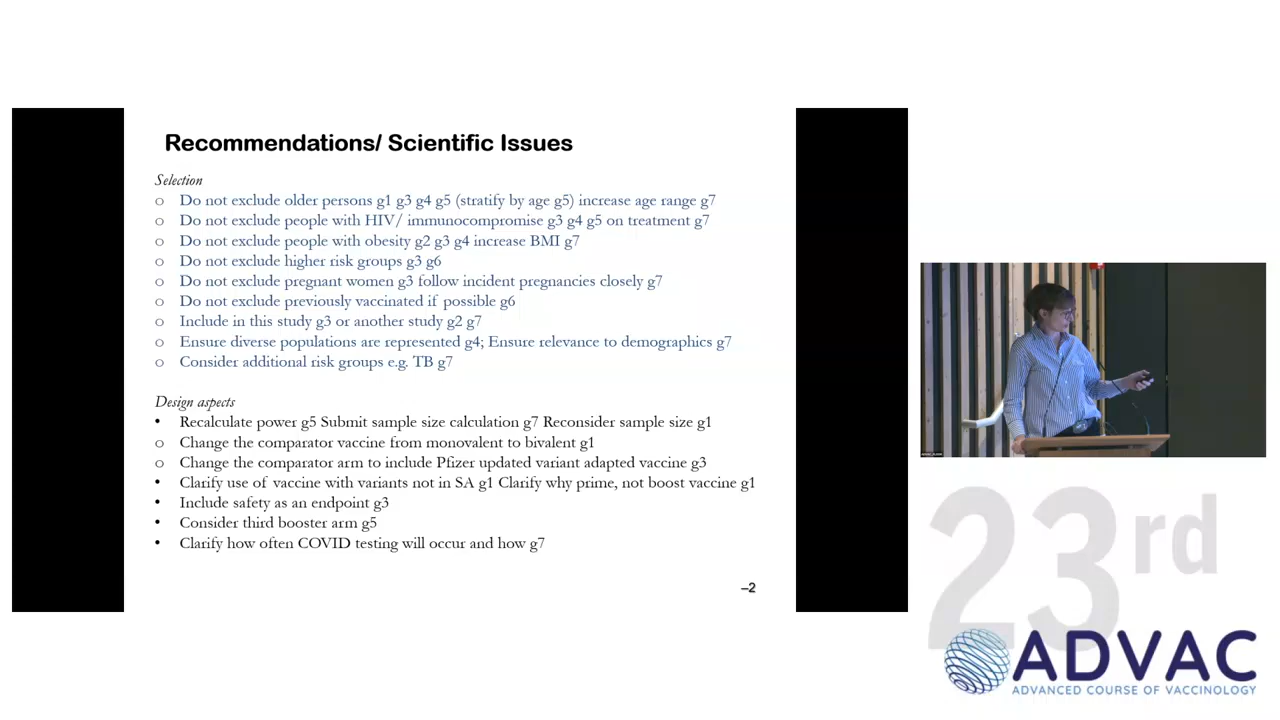 Recommendations/ Scientific Issues
Selection
o Do not exclude older persons g1 g3 g4 g5 (stratify by age g5) increase age range g7
o Do not exclude people with HIV/ immunocompromise g3 g4 g5 on treatment g7
o Do not exclude people with obesity g2 g3 g4 increase BMI g7
o Do not exclude higher risk groups g3 g6
o Do not exclude pregnant women g3 follow incident pregnancies closely g7
o Do not exclude previously vaccinated if possible g6
o Include in this study g3 or another study g2 g7
o Ensure diverse populations are represented g4; Ensure relevance to demographics g7
o Consider additional risk groups e.g. TB g7
Design aspects
• Recalculate power g5 Submit sample size calculation g7 Reconsider sample size g1
o Change the comparator vaccine from monovalent to bivalent g1
o Change the comparator arm to include Pfizer updated variant adapted vaccine g3
• Clarify use of vaccine with variants not in SA g1 Clarify why prime, not boost vaccine g1
• Include safety as an endpoint g3
• Consider third booster arm g5
• Clarify how often COVID testing will occur and how g7
–2
23rd
ADVAC
ADVANCED COURSE OF VACCINOLOGY